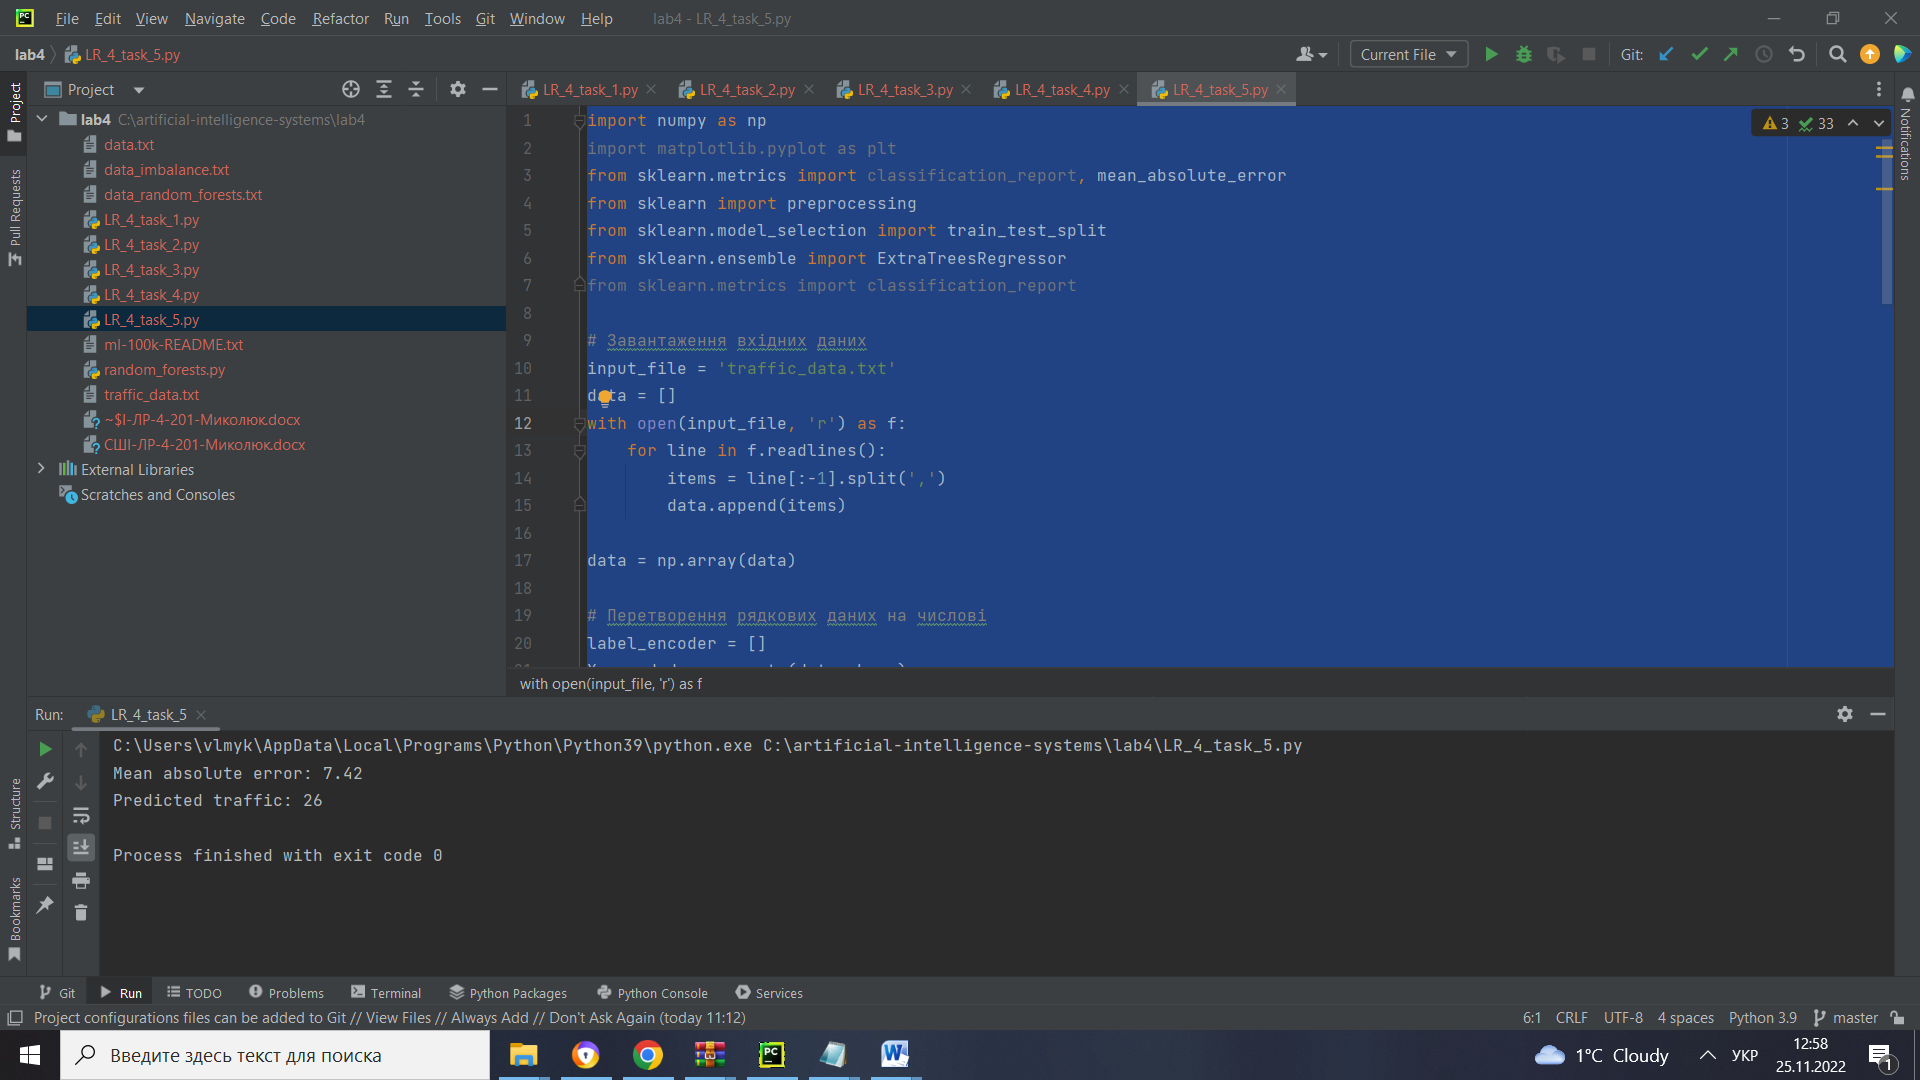 File Edit View Navigate Code Refactor Run Tools Git Window Help lab4 - LR_4_task_5.py
lab4 LR_4_task_5.py Current File Git:
Project LR_4_task_1.py LR_4_task_2.py LR_4_task_3.py LR_4_task_4.py LR_4_task_5.py
Project
Pull Requests
Structure
Bookmarks
Notifications
lab4 C:\artificial-intelligence-systems\lab4
data.txt
data_imbalance.txt
data_random_forests.txt
LR_4_task_1.py
LR_4_task_2.py
LR_4_task_3.py
LR_4_task_4.py
LR_4_task_5.py
ml-100k-README.txt
random_forests.py
traffic_data.txt
~$І-ЛР-4-201-Миколюк.docx
СШІ-ЛР-4-201-Миколюк.docx
External Libraries
Scratches and Consoles
3 33
1 import numpy as np
2 import matplotlib.pyplot as plt
3 from sklearn.metrics import classification_report, mean_absolute_error
4 from sklearn import preprocessing
5 from sklearn.model_selection import train_test_split
6 from sklearn.ensemble import ExtraTreesRegressor
7 from sklearn.metrics import classification_report
8
9 # Завантаження вхідних даних
10 input_file = 'traffic_data.txt'
11 data = []
12 with open(input_file, 'r') as f:
13 for line in f.readlines():
14 items = line[:-1].split(',')
15 data.append(items)
16
17 data = np.array(data)
18
19 # Перетворення рядкових даних на числові
20 label_encoder = []
with open(input_file, 'r') as f
Run: LR_4_task_5
C:\Users\vlmyk\AppData\Local\Programs\Python\Python39\python.exe C:\artificial-intelligence-systems\lab4\LR_4_task_5.py
Mean absolute error: 7.42
Predicted traffic: 26
Process finished with exit code 0
Git Run TODO Problems Terminal Python Packages Python Console Services
Project configurations files can be added to Git // View Files // Always Add // Don't Ask Again (today 11:12) 6:1 CRLF UTF-8 4 spaces Python 3.9 master
Введите здесь текст для поиска 1°C Cloudy УКР 12:58
25.11.2022
1